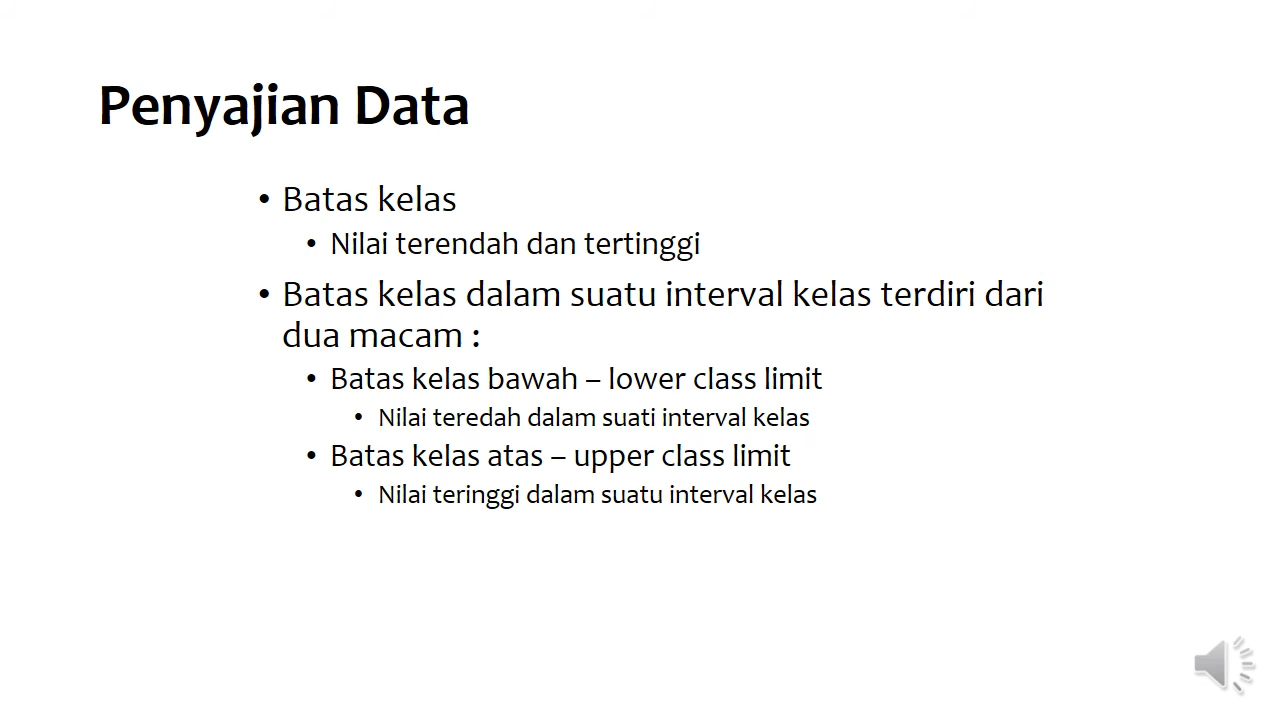 Penyajian Data
• Batas kelas
• Nilai terendah dan tertinggi
• Batas kelas dalam suatu interval kelas terdiri dari
dua macam :
• Batas kelas bawah – lower class limit
• Nilai teredah dalam suati interval kelas
• Batas kelas atas – upper class limit
• Nilai teringgi dalam suatu interval kelas